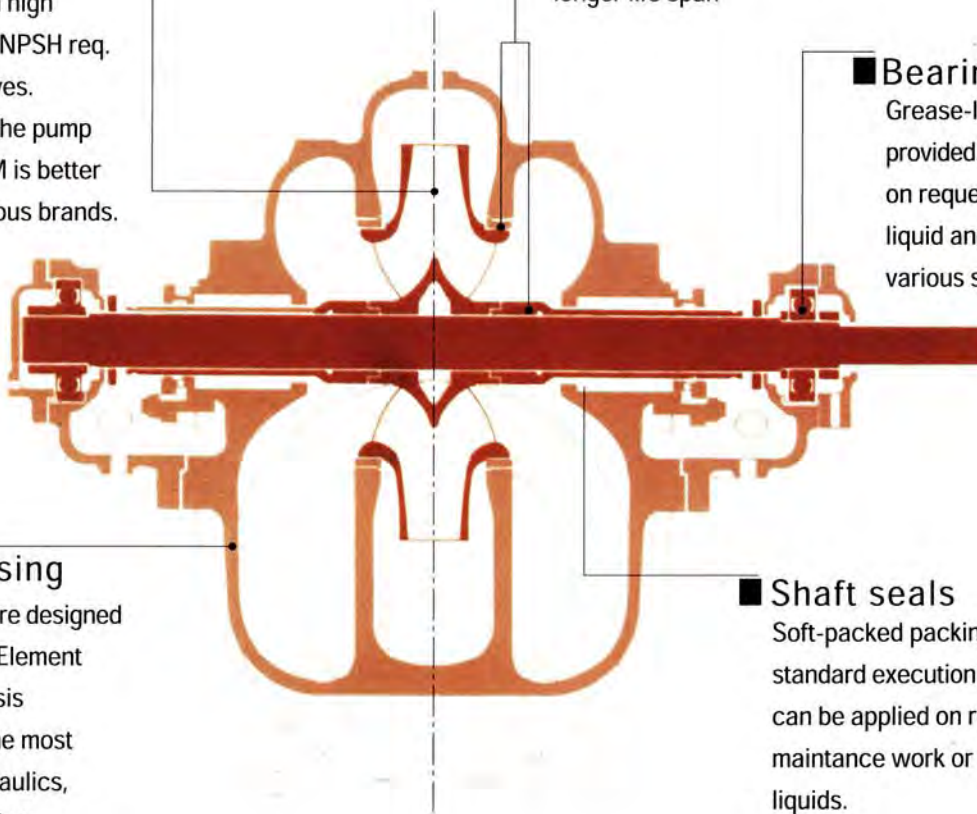 high
NPSH req.
ves.
he pump
M is better
ous brands.
longer life span
■ Bearin
Grease-l
provided
on reque
liquid an
various s
sing
re designed
Element
sis
he most
aulics,
■ Shaft seals
Soft-packed packin
standard execution
can be applied on r
maintance work or
liquids.